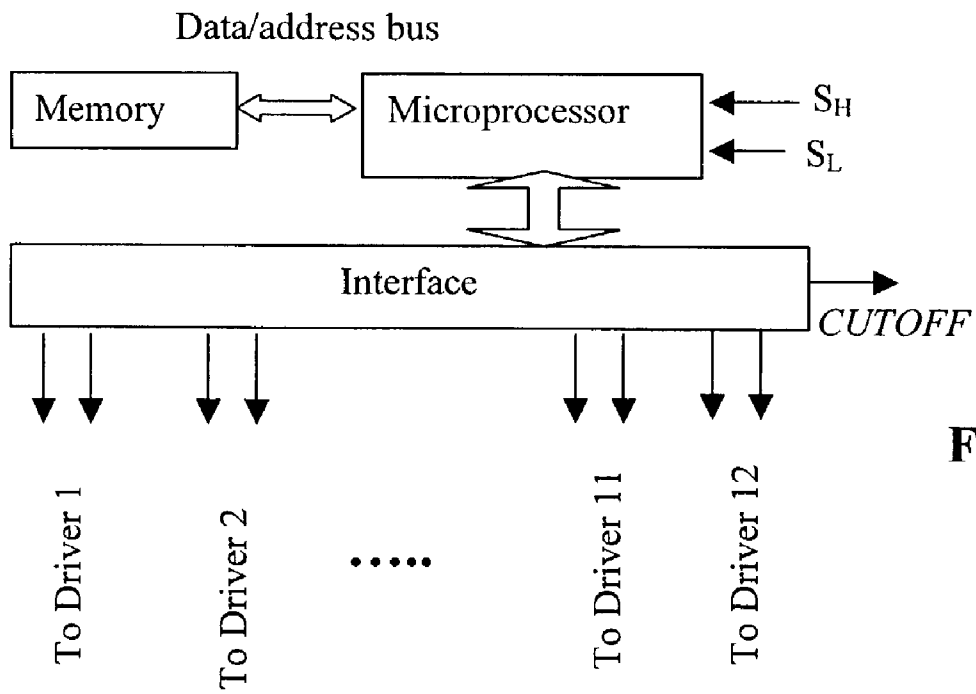 Data/address bus
Memory
Microprocessor
S_H
S_L
Interface
CUTOFF
F
To Driver 1
To Driver 2
.....
To Driver 11
To Driver 12